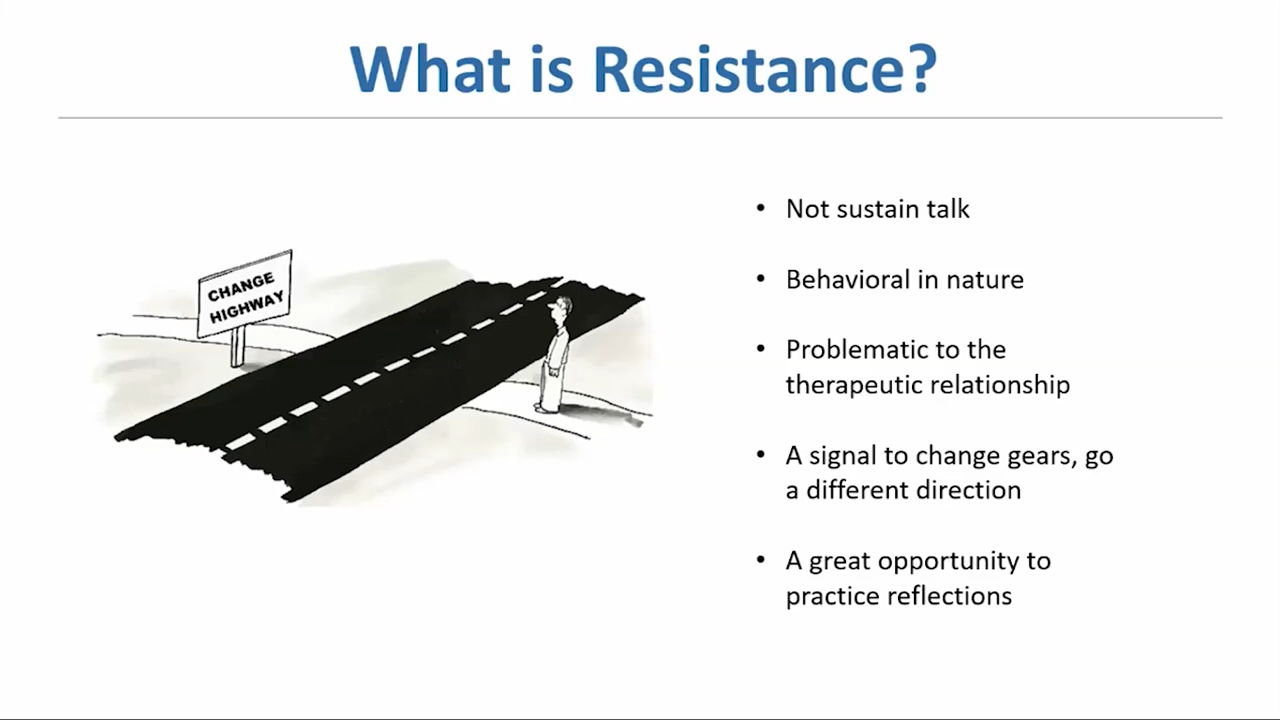 What is Resistance?
CHANGE
HIGHWAY
• Not sustain talk
• Behavioral in nature
• Problematic to the
therapeutic relationship
• A signal to change gears, go
a different direction
• A great opportunity to
practice reflections